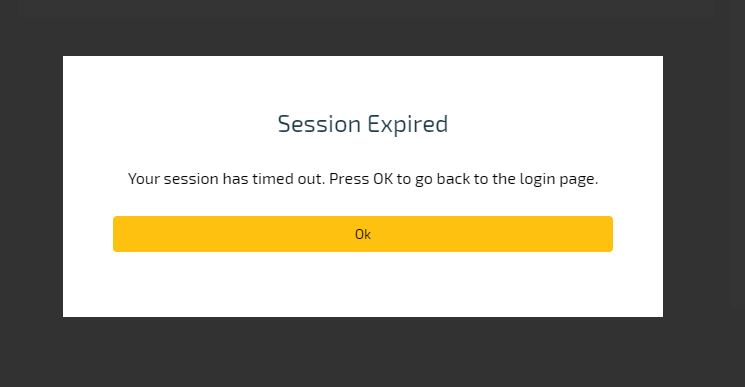 Session Expired
Your session has timed out. Press OK to go back to the login page.
Ok